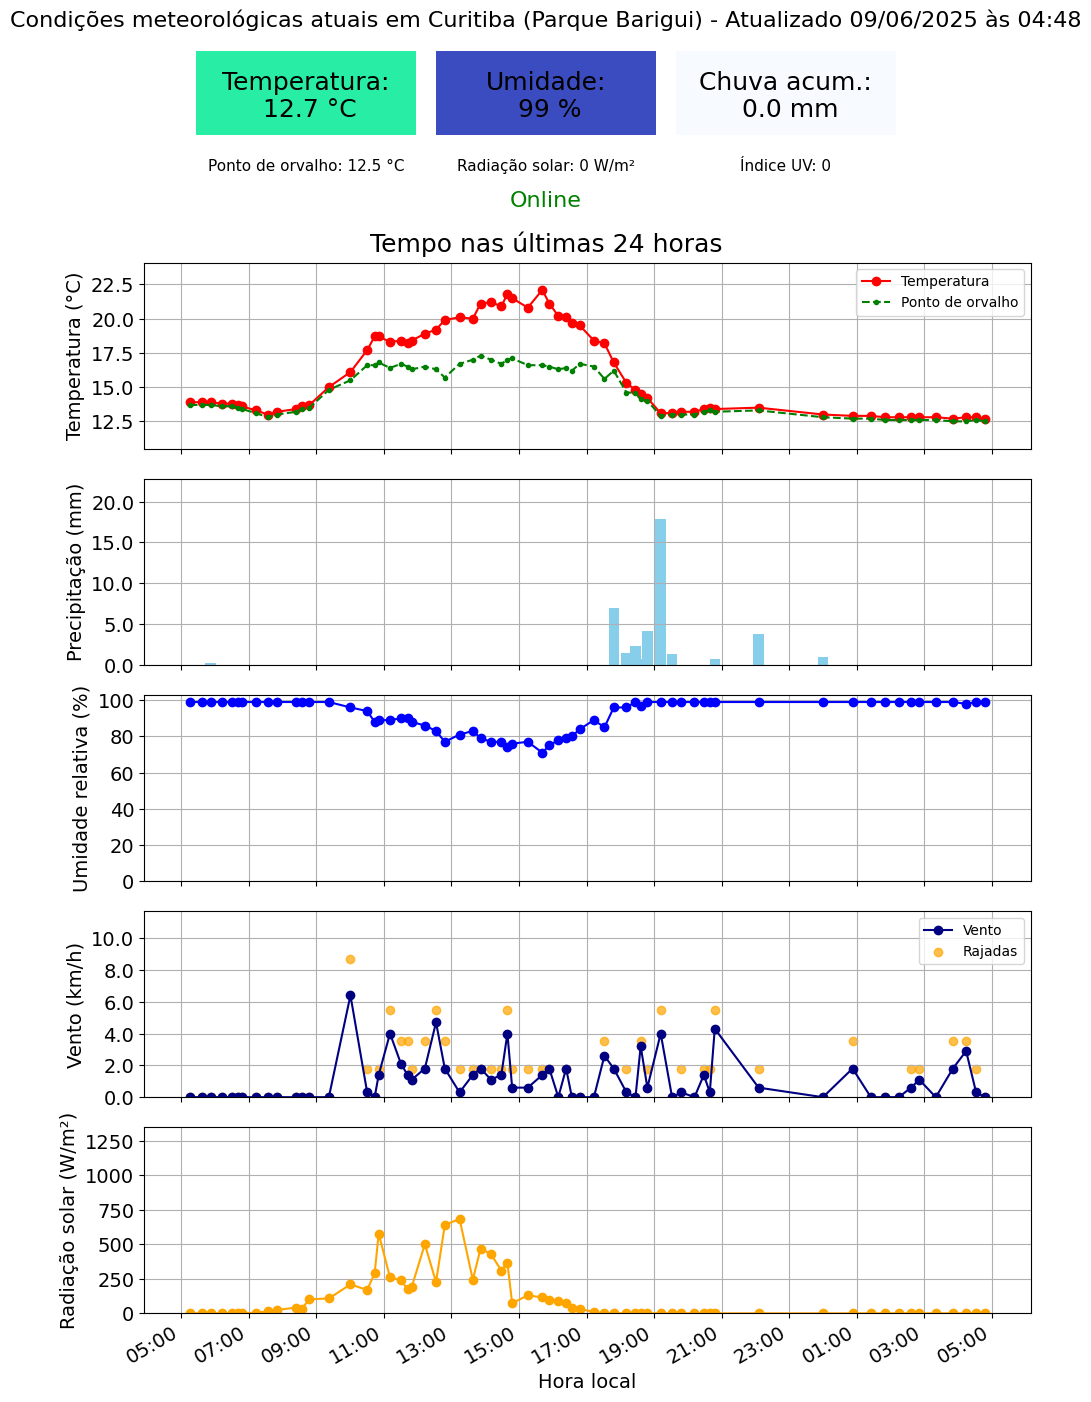 Condições meteorológicas atuais em Curitiba (Parque Barigui) - Atualizado 09/06/2025 às 04:48
Temperatura:
12.7 °C
Umidade:
99 %
Chuva acum.:
0.0 mm
Ponto de orvalho: 12.5 °C
Radiação solar: 0 W/m²
Índice UV: 0
Online
Tempo nas últimas 24 horas
Temperatura (°C)
22.5
20.0
17.5
15.0
12.5
Temperatura
Ponto de orvalho
Precipitação (mm)
20.0
15.0
10.0
5.0
0.0
Umidade relativa (%)
100
80
60
40
20
0
Vento (km/h)
10.0
8.0
6.0
4.0
2.0
0.0
Vento
Rajadas
Radiação solar (W/m²)
1250
1000
750
500
250
0
05:00
07:00
09:00
11:00
13:00
15:00
17:00
19:00
21:00
23:00
01:00
03:00
05:00
Hora local